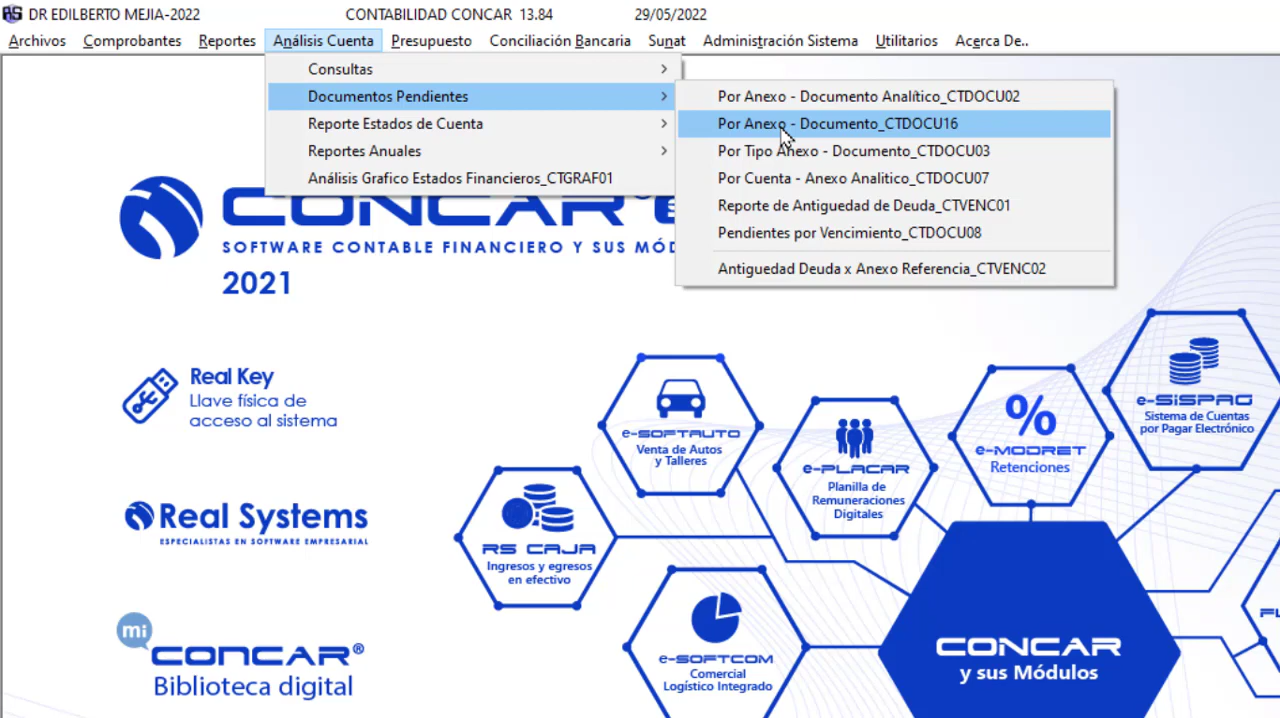 DR EDILBERTO MEJIA-2022 CONTABILIDAD CONCAR 13.84 29/05/2022
Archivos Comprobantes Reportes Análisis Cuenta Presupuesto Conciliación Bancaria Sunat Administración Sistema Utilitarios Acerca De..
Consultas
Documentos Pendientes
Reporte Estados de Cuenta
Reportes Anuales
Análisis Grafico Estados Financieros_CTGRAF01
Por Anexo - Documento Analítico_CTDOCU02
Por Anexo - Documento_CTDOCU16
Por Tipo Anexo - Documento_CTDOCU03
Por Cuenta - Anexo Analitico_CTDOCU07
Reporte de Antiguedad de Deuda_CTVENC01
Pendientes por Vencimiento_CTDOCU08
Antiguedad Deuda x Anexo Referencia_CTVENC02
CONCAR
SOFTWARE CONTABLE FINANCIERO Y SUS
2021
Real Key
Llave física de
acceso al sistema
Real Systems
ESPECIALISTAS EN SOFTWARE EMPRESARIAL
mi
CONCAR®
Biblioteca digital
e-SOFTAUTO
Venta de Autos
y Talleres
e-PLACAR
Planilla de
Remuneraciones
Digitales
%
e-MODRET
Retenciones
e-SISPAG
Sistema de Cuentas
por Pagar Electrónico
RS CAJA
Ingresos y egresos
en efectivo
e-SOFTCOM
Comercial
Logístico Integrado
CONCAR
y sus Módulos